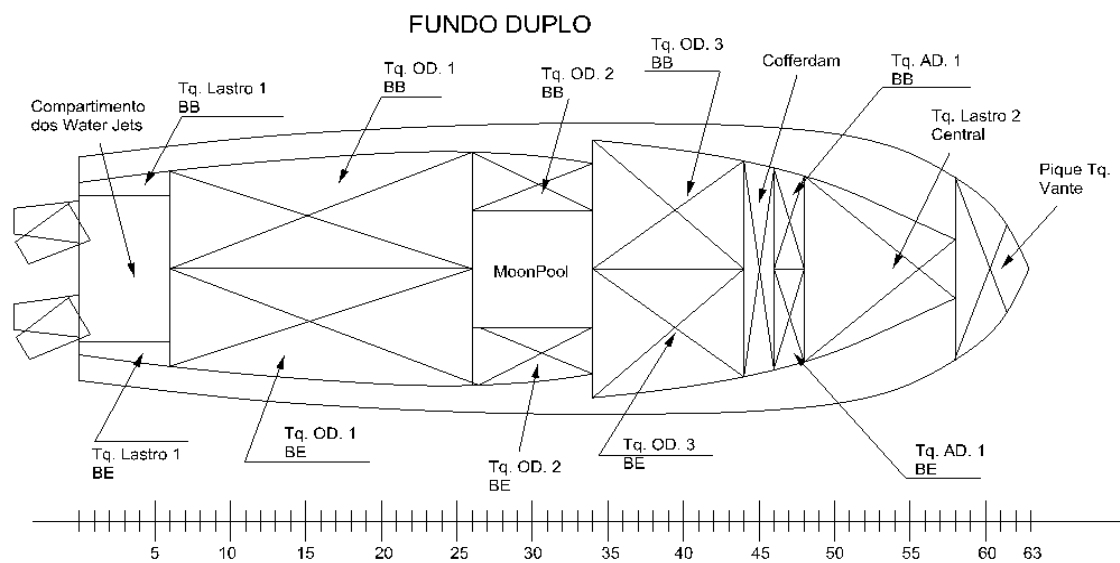 FUNDO DUPLO
Tq. OD. 3
BB
Cofferdam
Tq. AD. 1
BB
Tq. OD. 1
BB
Tq. OD. 2
BB
Tq. Lastro 1
BB
Compartimento
dos Water Jets
Tq. Lastro 2
Central
Pique Tq.
Vante
MoonPool
Tq. Lastro 1
BE
Tq. OD. 1
BE
Tq. OD. 2
BE
Tq. OD. 3
BE
Tq. AD. 1
BE
5 10 15 20 25 30 35 40 45 50 55 60 63